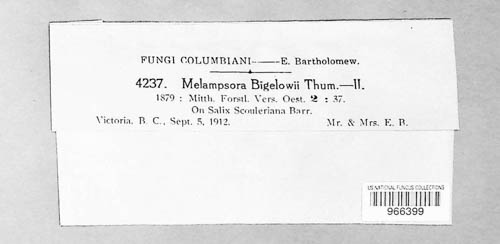 FUNGI COLUMBIANI——E. Bartholomew.
4237. Melampsora Bigelowii Thum.—II.
1879 : Mitth. Forstl. Vers. Oest. 2 : 37.
On Salix Scouleriana Barr.
Victoria, B. C., Sept. 5, 1912. Mr. & Mrs. E. B.
US NATIONAL FUNGUS COLLECTIONS
966399